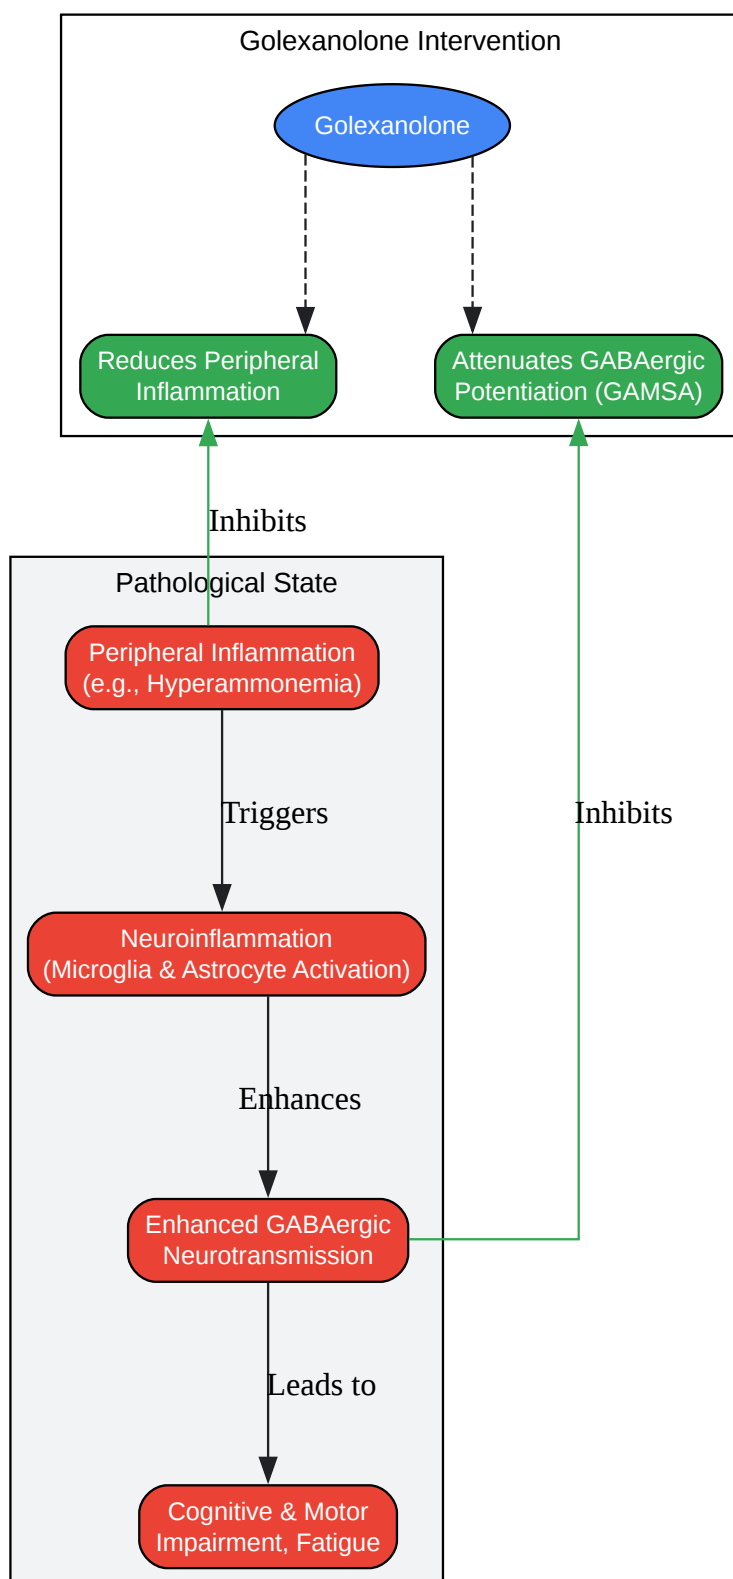 Golexanolone Intervention
Golexanolone
Reduces Peripheral
Inflammation
Attenuates GABAergic
Potentiation (GAMSA)
Inhibits
Pathological State
Peripheral Inflammation
(e.g., Hyperammonemia)
Triggers
Inhibits
Neuroinflammation
(Microglia & Astrocyte Activation)
Enhances
Enhanced GABAergic
Neurotransmission
Leads to
Cognitive & Motor
Impairment, Fatigue